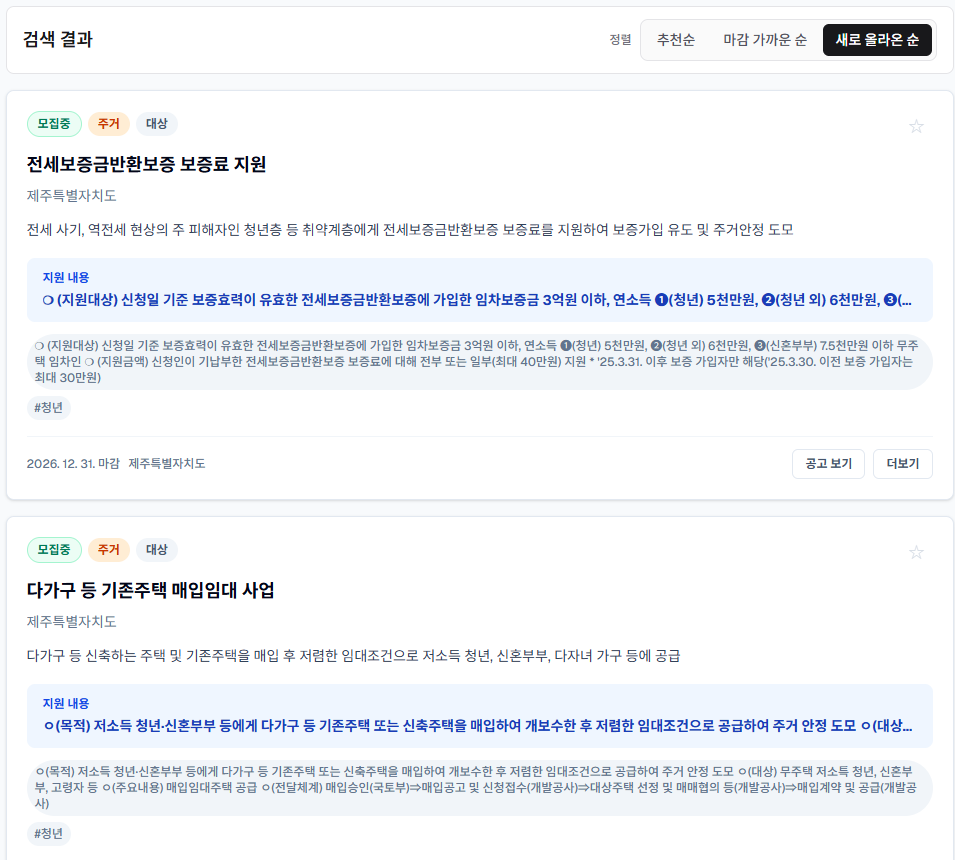 검색 결과
정렬
추천순
마감 가까운 순
새로 올라온 순
모집중
주거
대상
☆
전세보증금반환보증 보증료 지원
제주특별자치도
전세 사기, 역전세 현상의 주 피해자인 청년층 등 취약계층에게 전세보증금반환보증 보증료를 지원하여 보증가입 유도 및 주거안정 도모
지원 내용
❍ (지원대상) 신청일 기준 보증효력이 유효한 전세보증금반환보증에 가입한 임차보증금 3억원 이하, 연소득 ❶(청년) 5천만원, ❷(청년 외) 6천만원, ❸(...
❍ (지원대상) 신청일 기준 보증효력이 유효한 전세보증금반환보증에 가입한 임차보증금 3억원 이하, 연소득 ❶(청년) 5천만원, ❷(청년 외) 6천만원, ❸(신혼부부) 7.5천만원 이하 무주
택 임차인 ❍ (지원금액) 신청인이 기납부한 전세보증금반환보증 보증료에 대해 전부 또는 일부(최대 40만원) 지원 * '25.3.31. 이후 보증 가입자만 해당('25.3.30. 이전 보증 가입자는
최대 30만원)
#청년
2026. 12. 31. 마감 제주특별자치도
공고 보기
더보기
모집중
주거
대상
☆
다가구 등 기존주택 매입임대 사업
제주특별자치도
다가구 등 신축하는 주택 및 기존주택을 매입 후 저렴한 임대조건으로 저소득 청년, 신혼부부, 다자녀 가구 등에 공급
지원 내용
ㅇ(목적) 저소득 청년·신혼부부 등에게 다가구 등 기존주택 또는 신축주택을 매입하여 개보수한 후 저렴한 임대조건으로 공급하여 주거 안정 도모 ㅇ(대상...
ㅇ(목적) 저소득 청년·신혼부부 등에게 다가구 등 기존주택 또는 신축주택을 매입하여 개보수한 후 저렴한 임대조건으로 공급하여 주거 안정 도모 ㅇ(대상) 무주택 저소특 청년, 신혼부
부, 고령자 등 ㅇ(주요내용) 매입임대주택 공급 ㅇ(전달체계) 매입승인(국토부)⇒매입공고 및 신청접수(개발공사)⇒대상주택 선정 및 매매협의 등(개발공사)⇒매입계약 및 공급(개발공
사)
#청년